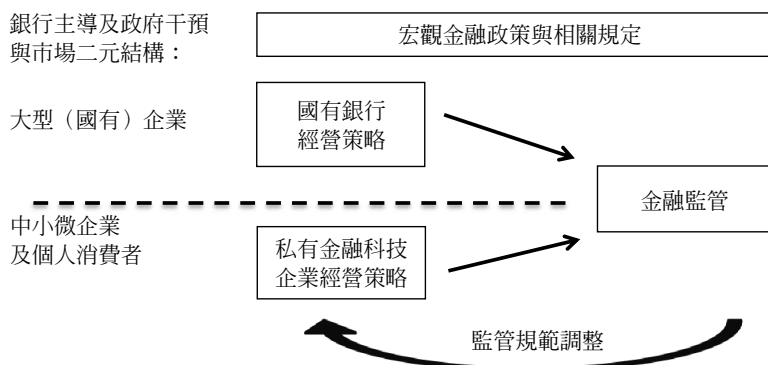 銀行主導及政府干預
與市場二元結構：
宏觀金融政策與相關規定
大型（國有）企業
國有銀行
經營策略
金融監管
中小微企業
及個人消費者
私有金融科技
企業經營策略
監管規範調整